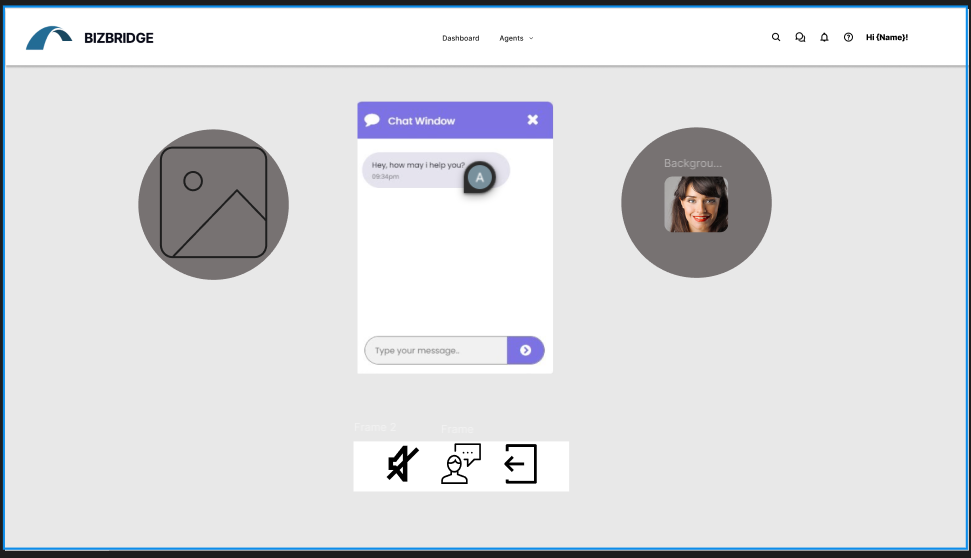 BIZBRIDGE
Dashboard
Agents
Hi {Name}!
Chat Window
Hey, how may i help you?
09:34pm
A
Backgrou...
Type your message..
Frame 2
Frame